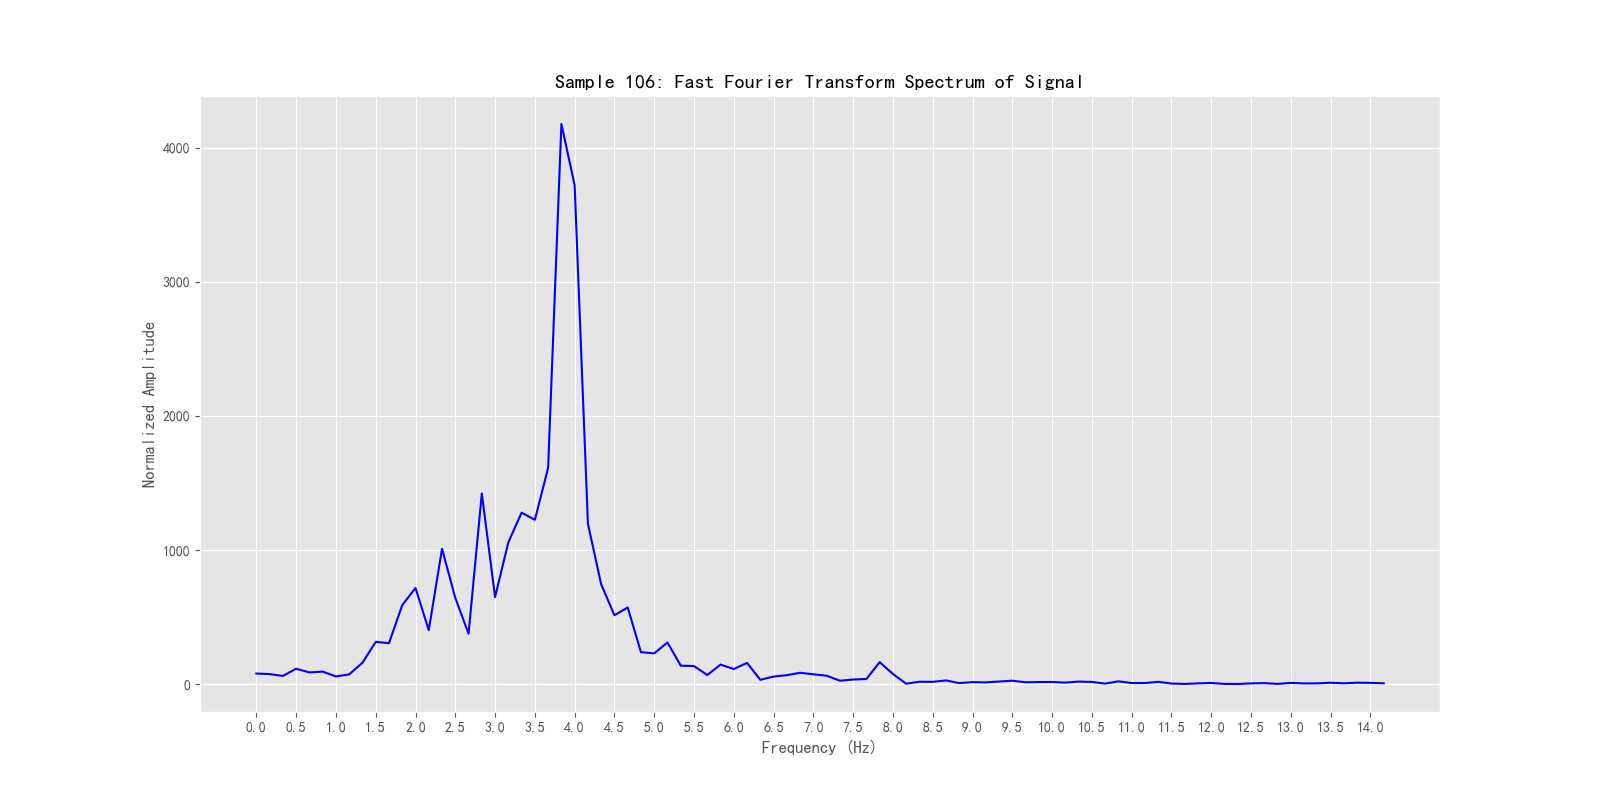 Sample 106: Fast Fourier Transform Spectrum of Signal
Normalized Amplitude
4000
3000
2000
1000
0
0.0 0.5 1.0 1.5 2.0 2.5 3.0 3.5 4.0 4.5 5.0 5.5 6.0 6.5 7.0 7.5 8.0 8.5 9.0 9.5 10.0 10.5 11.0 11.5 12.0 12.5 13.0 13.5 14.0
Frequency (Hz)